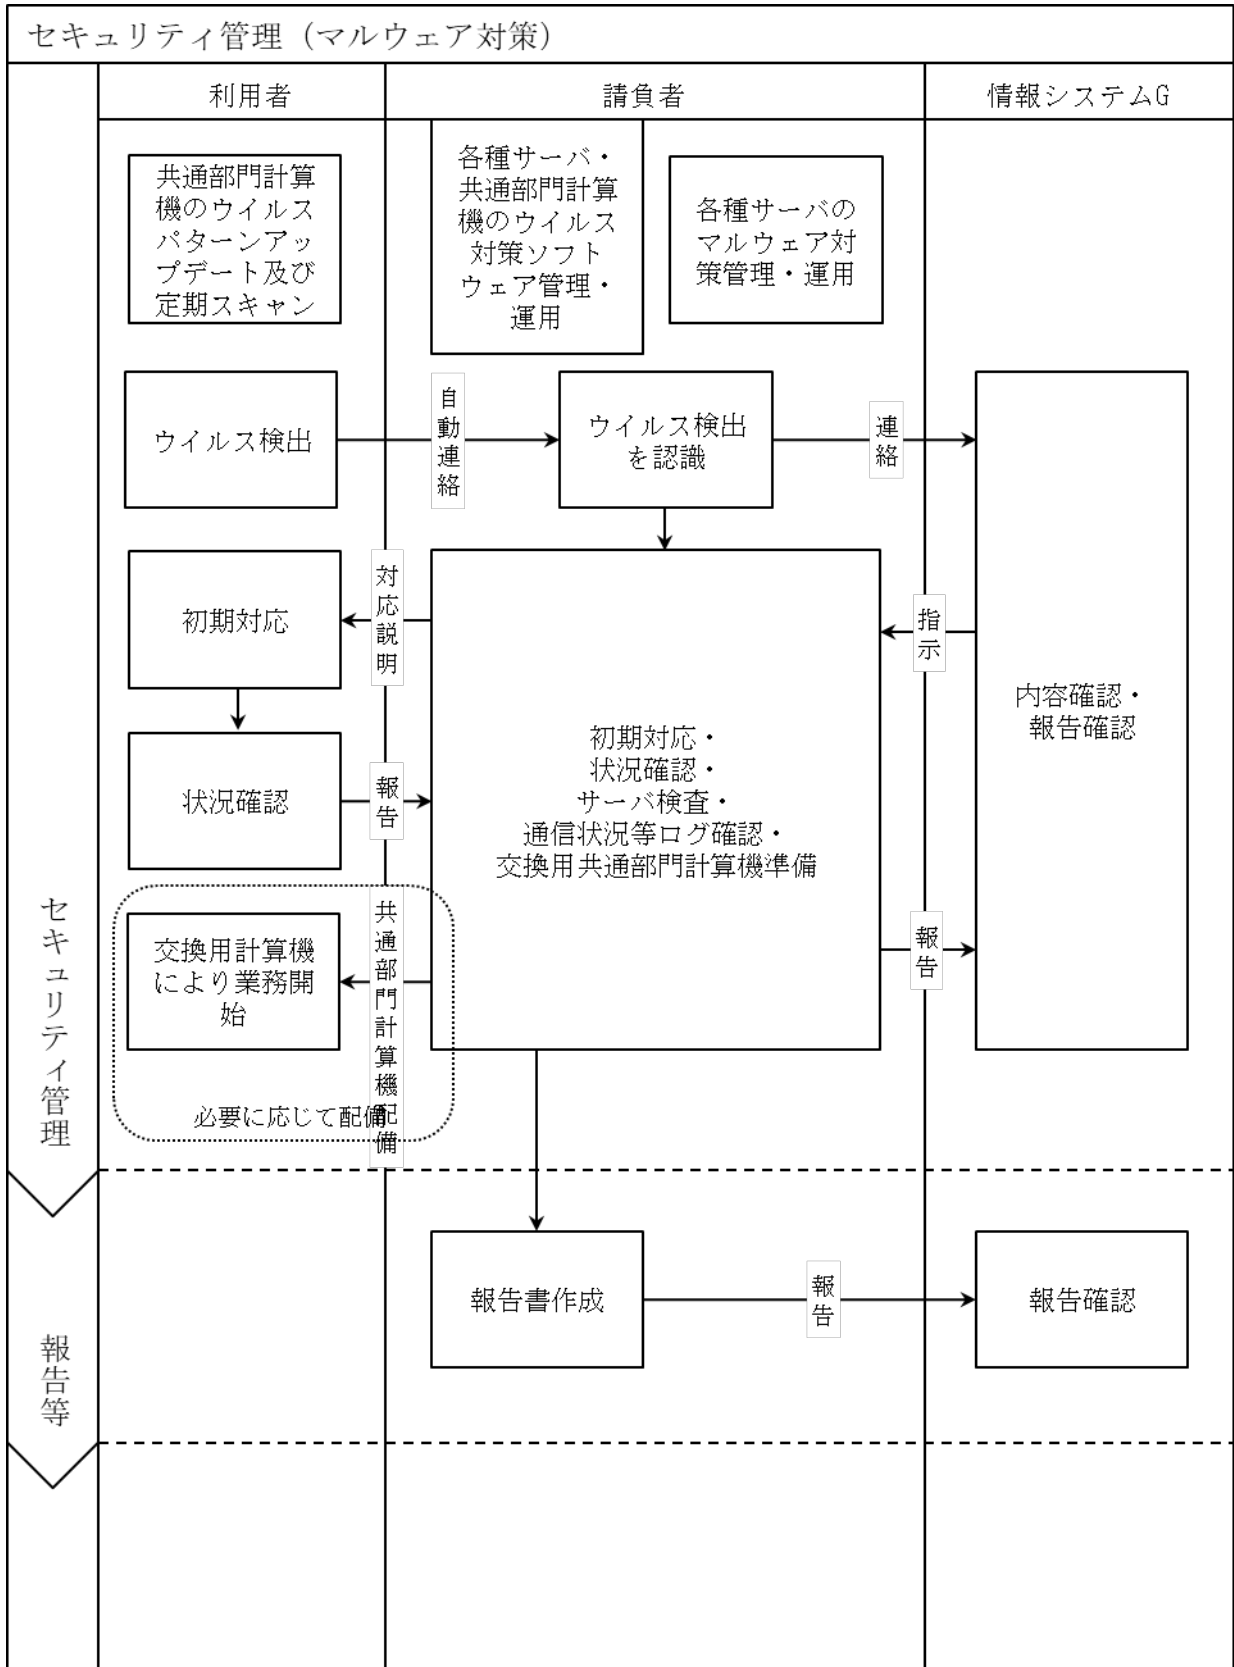 セキュリティ管理（マルウェア対策）
利用者
請負者
情報システムG
共通部門計算
機のウイルス
パターンアッ
プデート及び
定期スキャン
各種サーバ・
共通部門計算
機のウイルス
対策ソフト
ウェア管理・
運用
各種サーバの
マルウェア対
策管理・運用
ウイルス検出
自動連絡
ウイルス検出
を認識
連絡
初期対応
対応説明
指示
内容確認・
報告確認
初期対応・
状況確認・
サーバ検査・
通信状況等ログ確認・
交換用共通部門計算機準備
状況確認
報告
交換用計算機
により業務開
始
共通部門計算機配備
報告
必要に応じて配備
セキュリティ管理
報告書作成
報告
報告確認
報告等